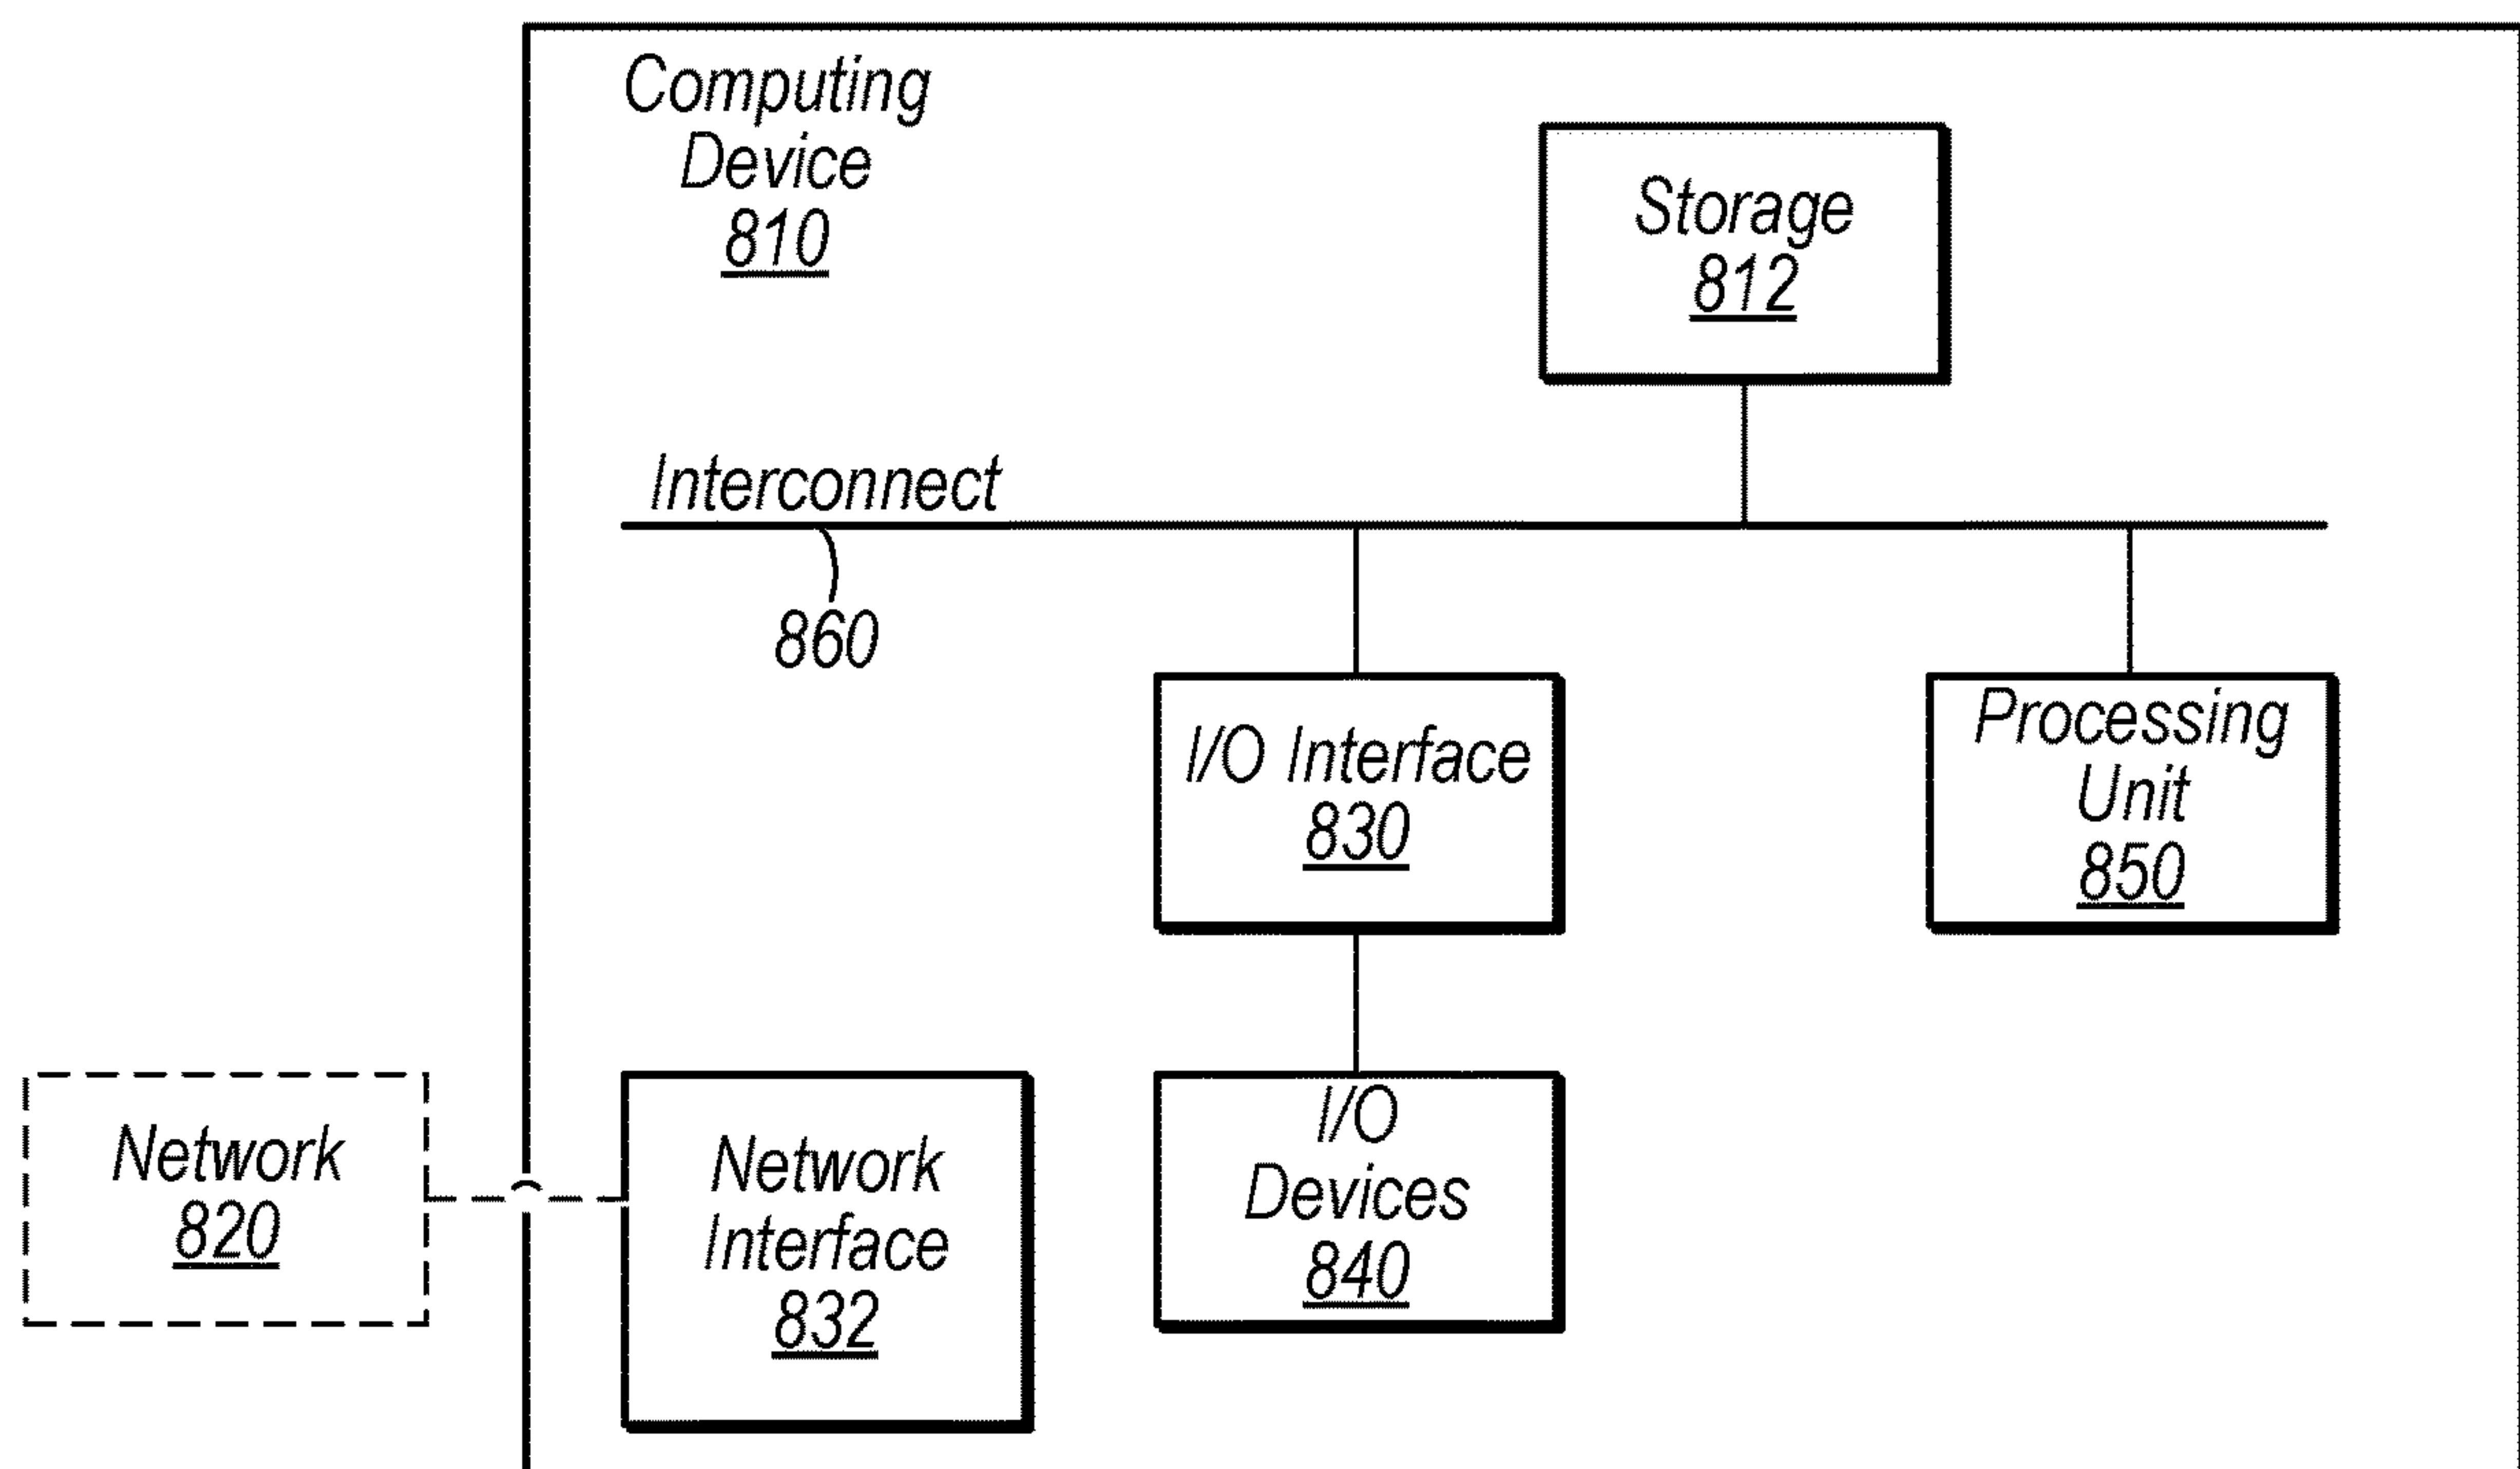 Computing
Device
810
Storage
812
Interconnect
860
I/O Interface
830
Processing
Unit
850
Network
820
Network
Interface
832
I/O
Devices
840